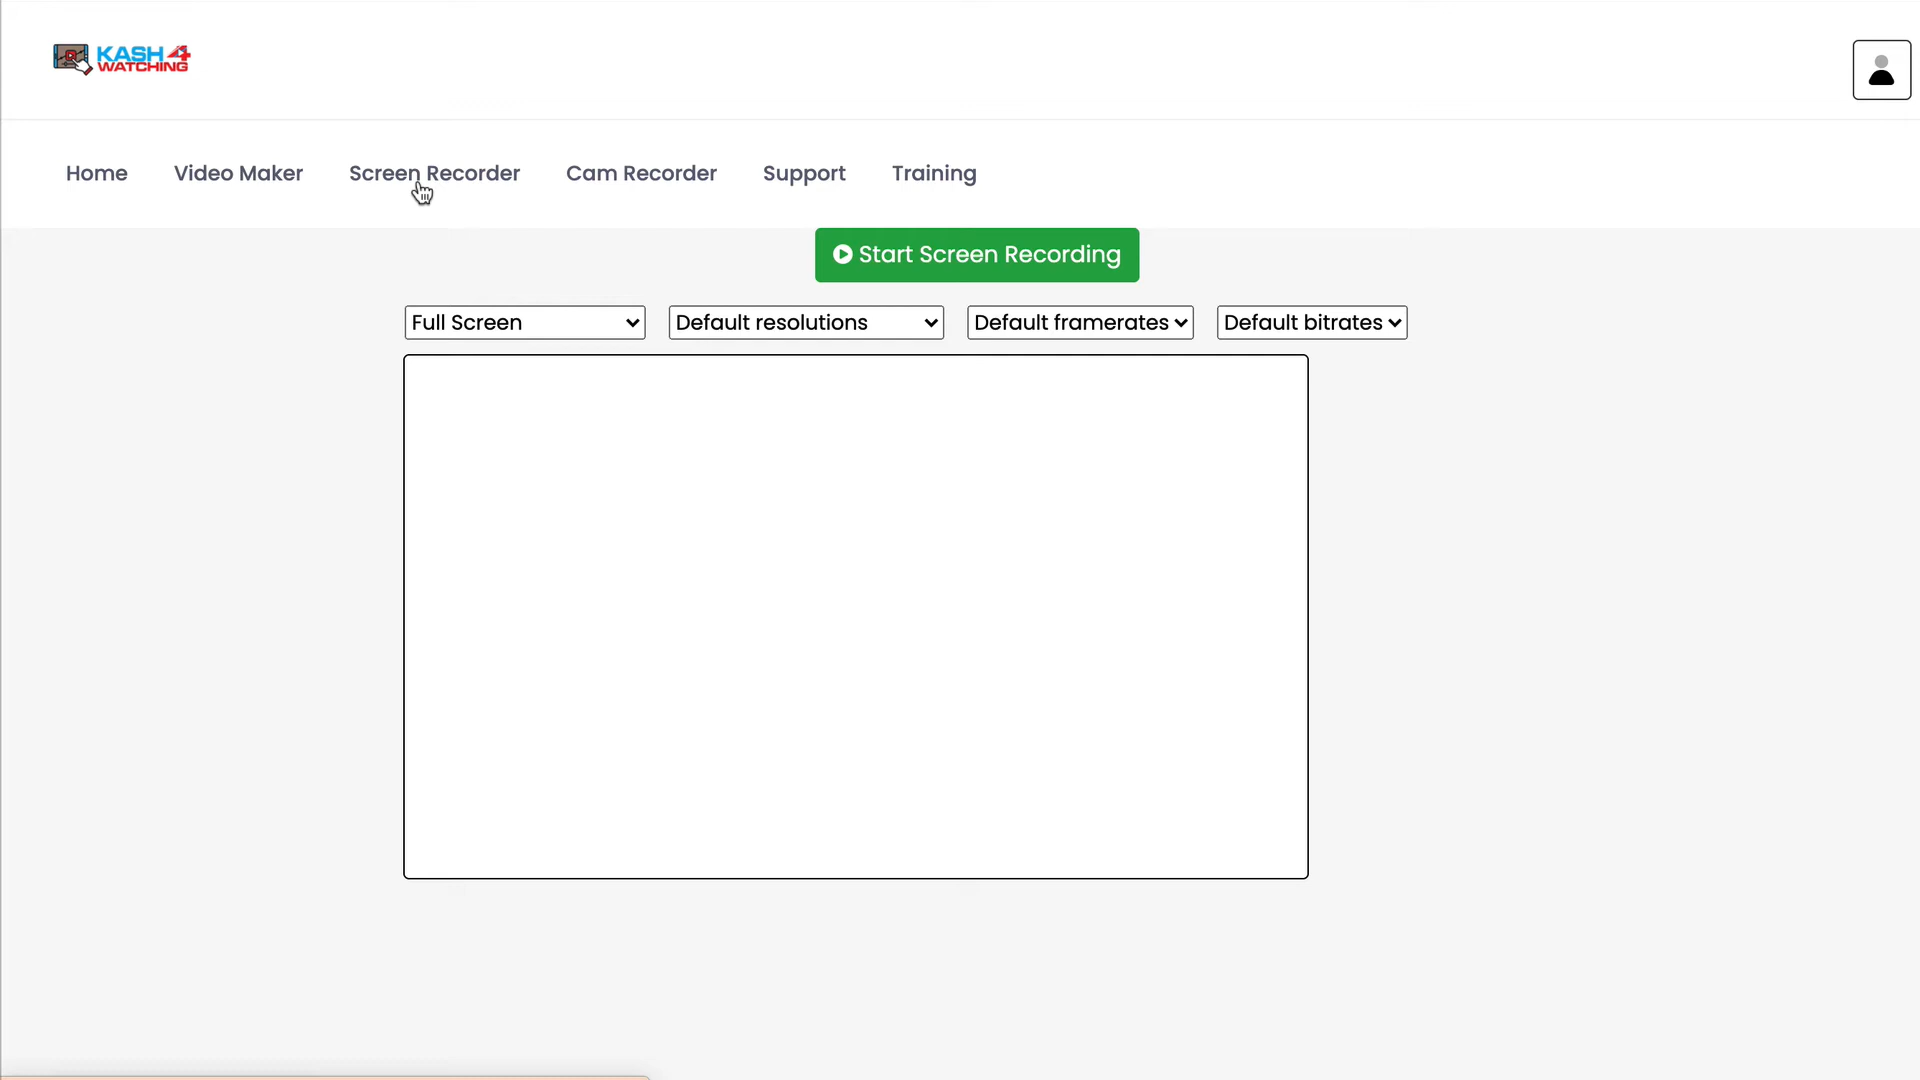 KASH 4
WATCHING
Home Video Maker Screen Recorder Cam Recorder Support Training
Start Screen Recording
Full Screen Default resolutions Default framerates Default bitrates